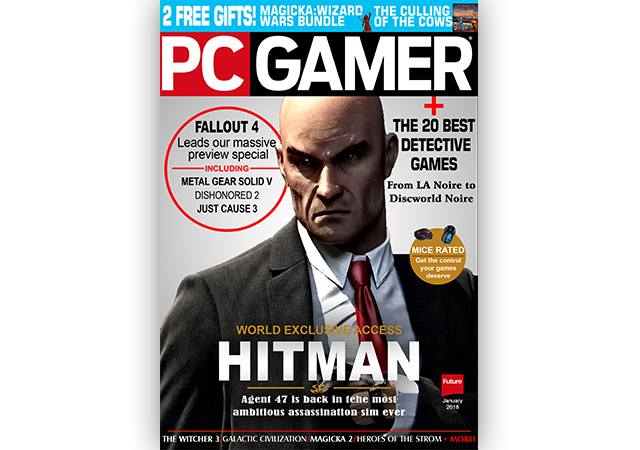 2 FREE GIFTS!
MAGICKA:WIZARD
WARS BUNDLE
THE CULLING
OF THE COWS
PC GAMER
FALLOUT 4
Leads our massive
preview special
INCLUDING
METAL GEAR SOLID V
DISHONORED 2
JUST CAUSE 3
+
THE 20 BEST
DETECTIVE
GAMES
From LA Noire to
Discworld Noire
MICE RATED
Get the control
your games
deserve
WORLD EXCLUSIVE ACCESS
HITMAN
Agent 47 is back in tehe most
ambitious assassination sim ever
Future
January
2018
THE WITCHER 3/GALACTIC CIVILIZATION/MAGICKA 2/HEROES OF THE STROM + MORE!